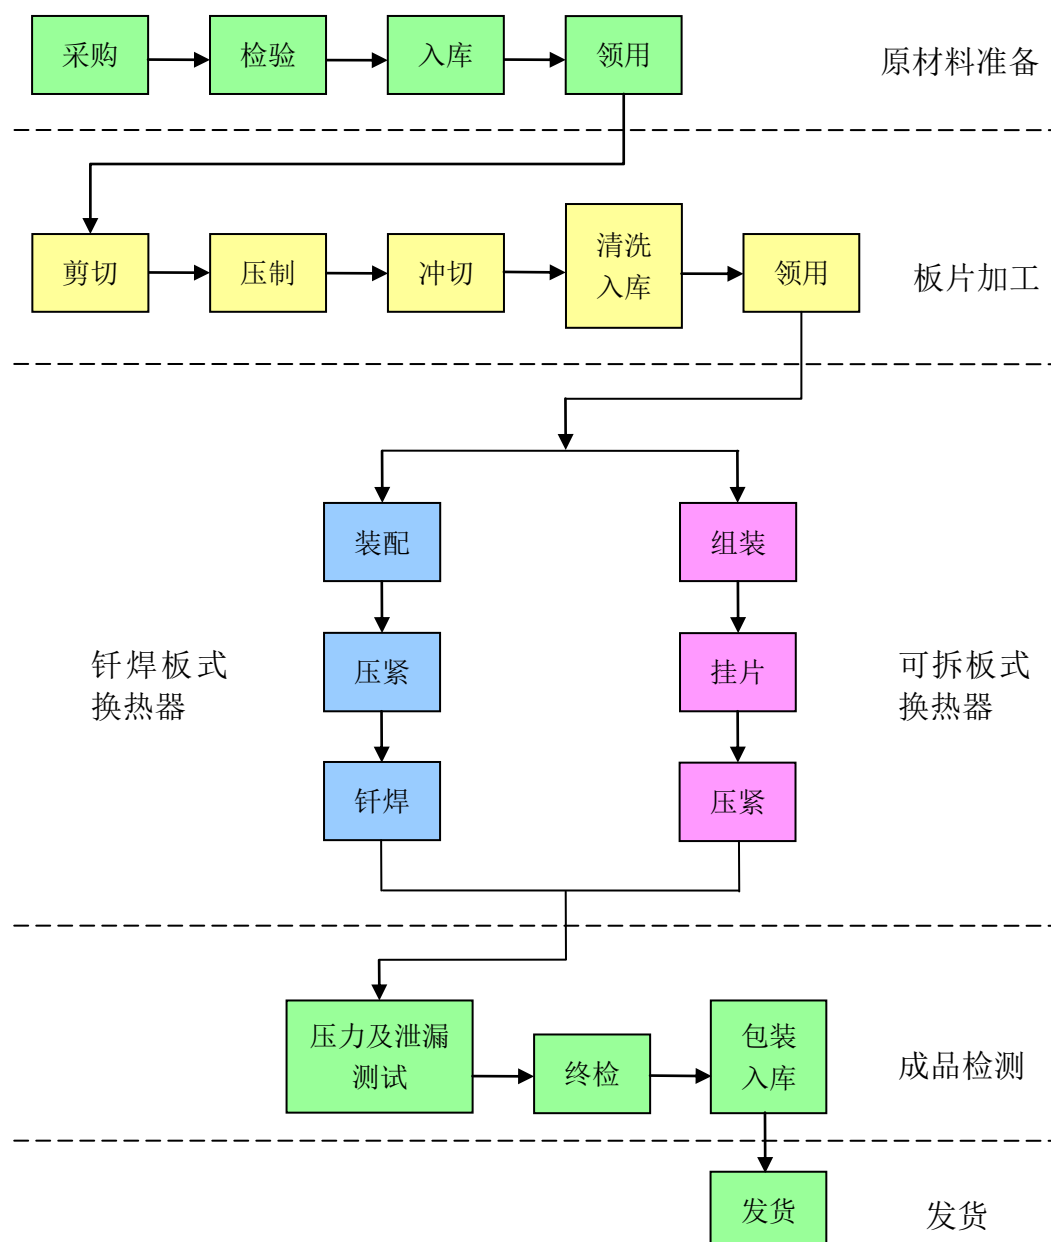 采购
检验
入库
领用
原材料准备
剪切
压制
冲切
清洗
入库
领用
板片加工
装配
组装
钎焊板式
换热器
压紧
挂片
可拆板式
换热器
钎焊
压紧
压力及泄漏
测试
终检
包装
入库
成品检测
发货
发货